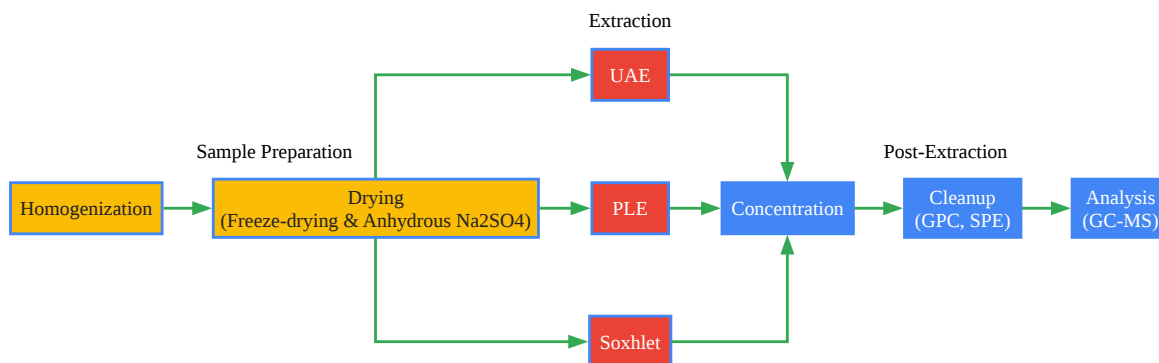 Extraction
UAE
Sample Preparation
Post-Extraction
Homogenization
Drying
(Freeze-drying & Anhydrous Na2SO4)
PLE
Concentration
Cleanup
(GPC, SPE)
Analysis
(GC-MS)
Soxhlet